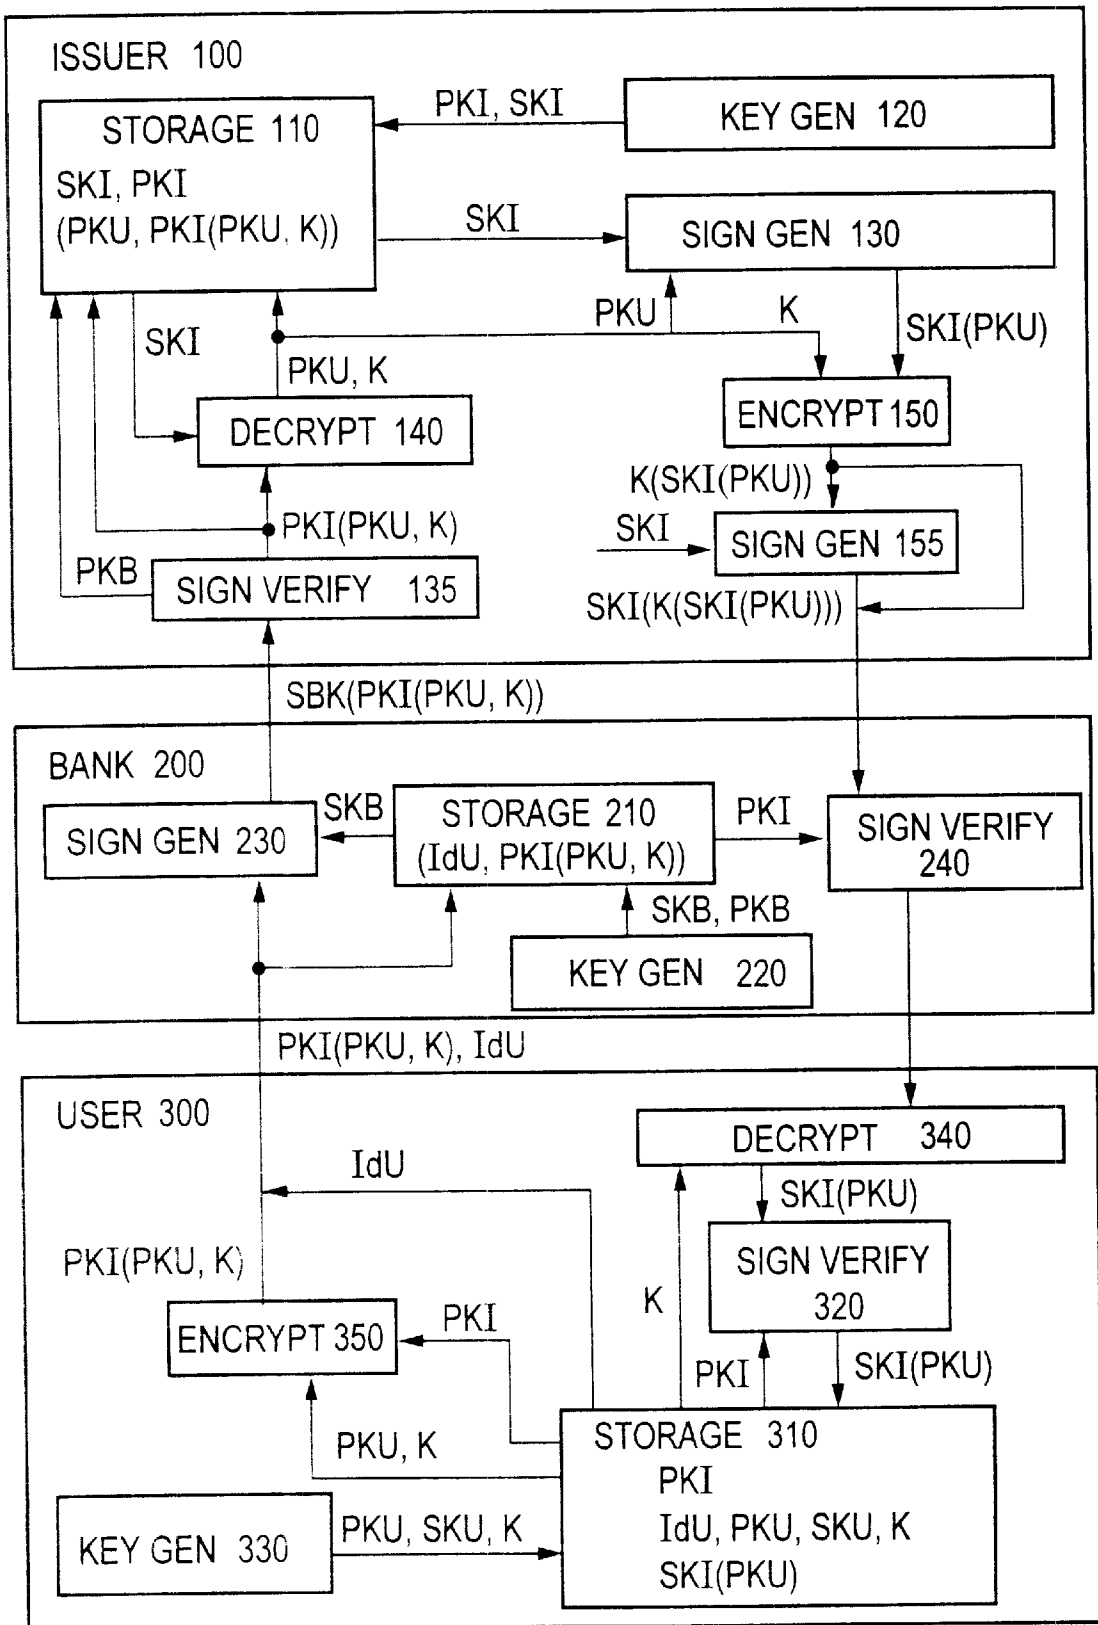 ISSUER 100
STORAGE 110
SKI, PKI
(PKU, PKI(PKU, K))
PKI, SKI
KEY GEN 120
SKI
SIGN GEN 130
SKI
PKU, K
PKU
K
SKI(PKU)
DECRYPT 140
ENCRYPT 150
PKI(PKU, K)
K(SKI(PKU))
PKB
SIGN VERIFY 135
SKI
SIGN GEN 155
SKI(K(SKI(PKU)))
SBK(PKI(PKU, K))
BANK 200
SIGN GEN 230
SKB
STORAGE 210
(IdU, PKI(PKU, K))
PKI
SIGN VERIFY
240
SKB, PKB
KEY GEN 220
PKI(PKU, K), IdU
USER 300
DECRYPT 340
IdU
SKI(PKU)
PKI(PKU, K)
SIGN VERIFY
320
K
ENCRYPT 350
PKI
PKI
SKI(PKU)
PKU, K
STORAGE 310
PKI
IdU, PKU, SKU, K
SKI(PKU)
KEY GEN 330
PKU, SKU, K